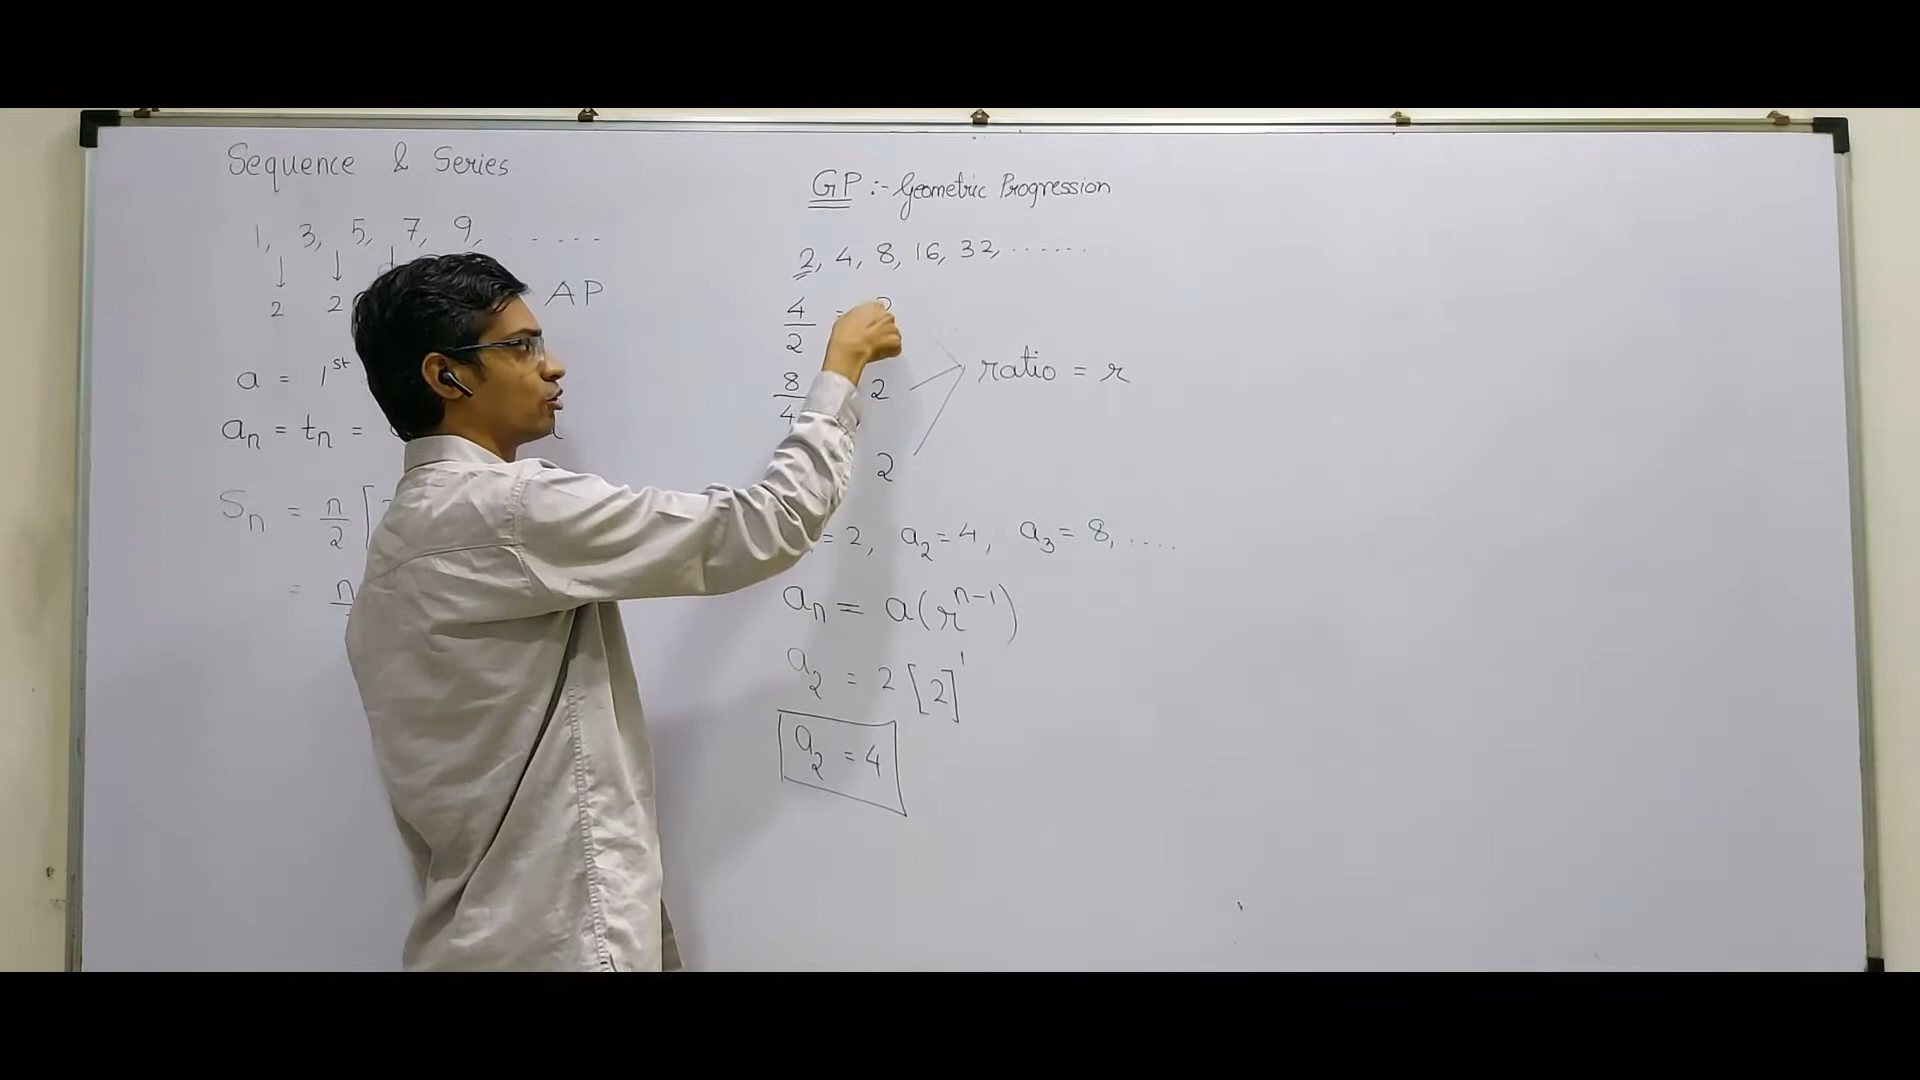 Sequence & Series
1, 3, 5, 7, 9, ......
2 2
AP
a = 1st
an = tn =
Sn = n/2 [
= n
GP :- Geometric Progression
2, 4, 8, 16, 32, ......
4/2 = 2
8/4 2
2
ratio = r
= 2, a2 = 4, a3 = 8, ....
an = a(r^n-1)
a2 = 2 [2]^1
a2 = 4